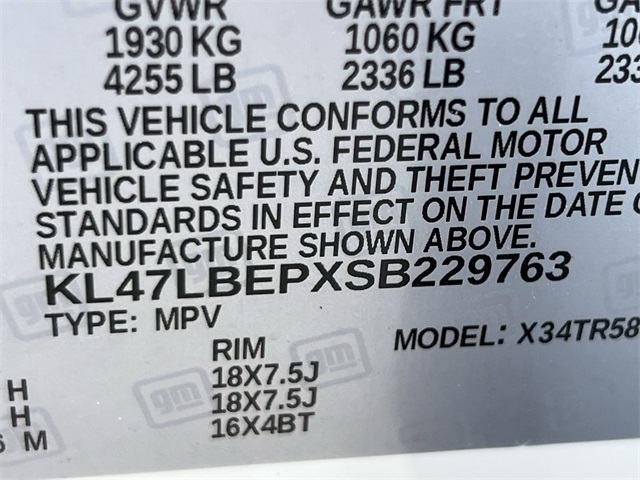 GVWR GAWR FRT
1930 KG 1060 KG
4255 LB 2336 LB
THIS VEHICLE CONFORMS TO ALL
APPLICABLE U.S. FEDERAL MOTOR
VEHICLE SAFETY AND THEFT PREVEN
STANDARDS IN EFFECT ON THE DATE O
MANUFACTURE SHOWN ABOVE.
KL47LBEPXSB229763
TYPE: MPV MODEL: X34TR58
RIM
H 18X7.5J
H 18X7.5J
M 16X4BT
gm